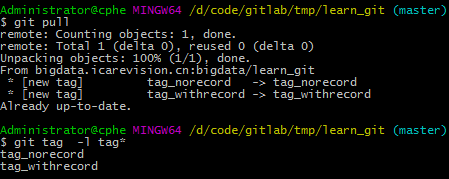 Administrator@cphe MINGW64 /d/code/gitlab/tmp/learn_git (master)
$ git pull
remote: Counting objects: 1, done.
remote: Total 1 (delta 0), reused 0 (delta 0)
Unpacking objects: 100% (1/1), done.
From bigdata.icarevision.cn:bigdata/learn_git
 * [new tag]         tag_norecord   -> tag_norecord
 * [new tag]         tag_withrecord -> tag_withrecord
Already up-to-date.
Administrator@cphe MINGW64 /d/code/gitlab/tmp/learn_git (master)
$ git tag  -l tag*
tag_norecord
tag_withrecord